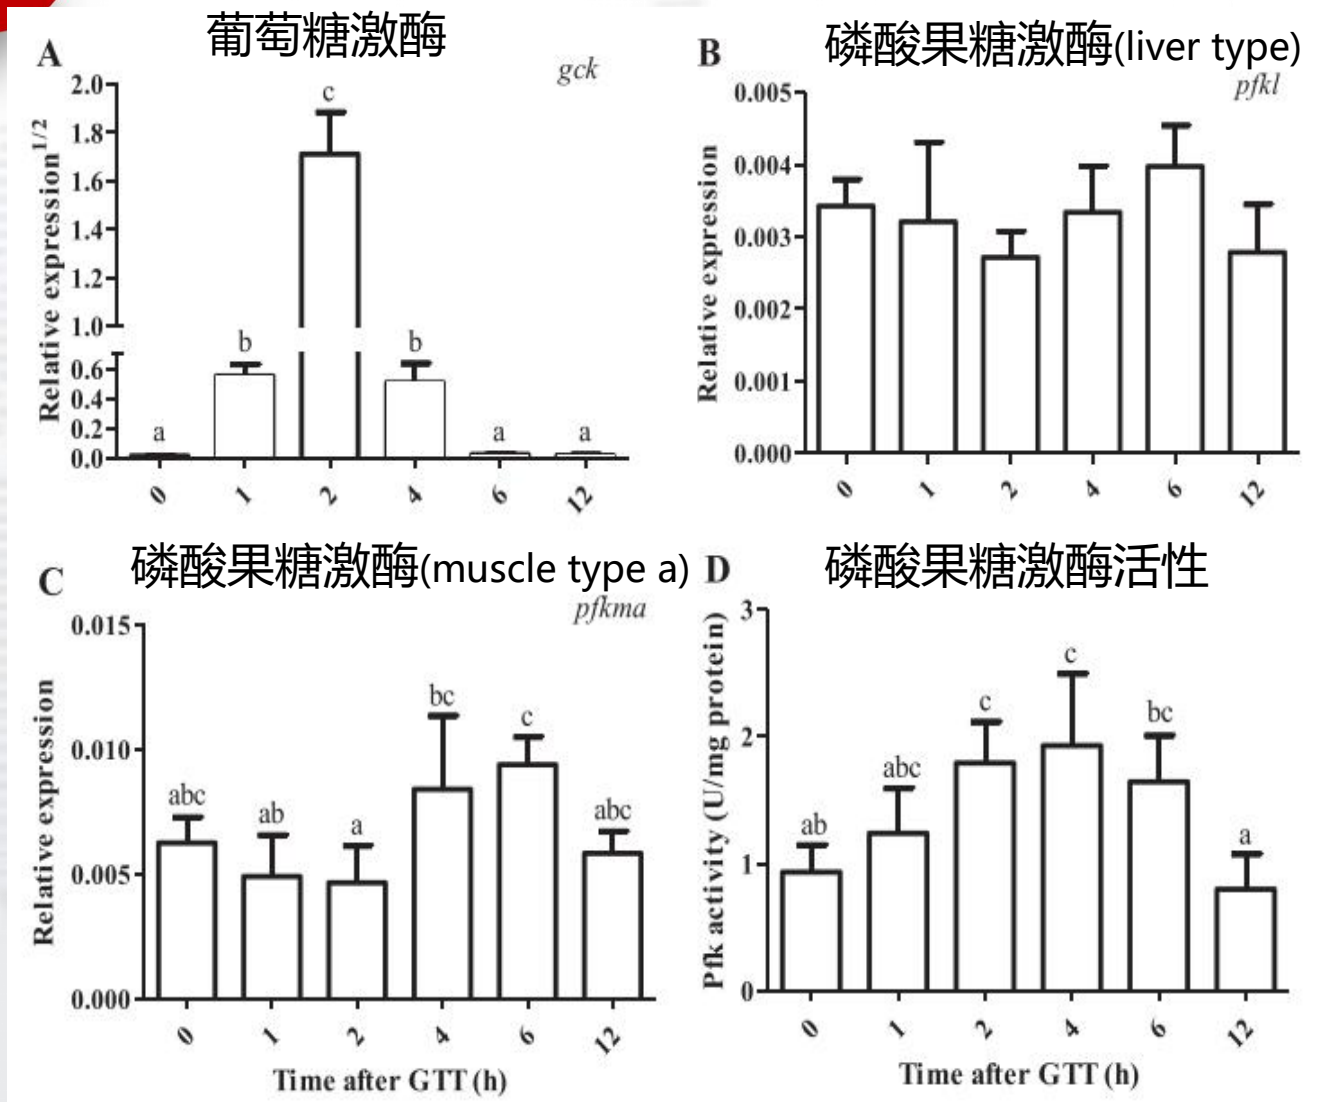 A 葡萄糖激酶
gck
Relative expression1/2
2.0
1.8
1.6
1.4
1.2
1.0
0.6
0.4
0.2
0.0
a b c b a a
0 1 2 4 6 12
B 磷酸果糖激酶(liver type)
pfkl
Relative expression
0.005
0.004
0.003
0.002
0.001
0.000
0 1 2 4 6 12
C 磷酸果糖激酶(muscle type a)
pfkma
Relative expression
0.015
0.010
0.005
0.000
abc ab a bc c abc
0 1 2 4 6 12
Time after GTT (h)
D 磷酸果糖激酶活性
Pfk activity (U/mg protein)
3
2
1
0
ab abc c c bc a
0 1 2 4 6 12
Time after GTT (h)